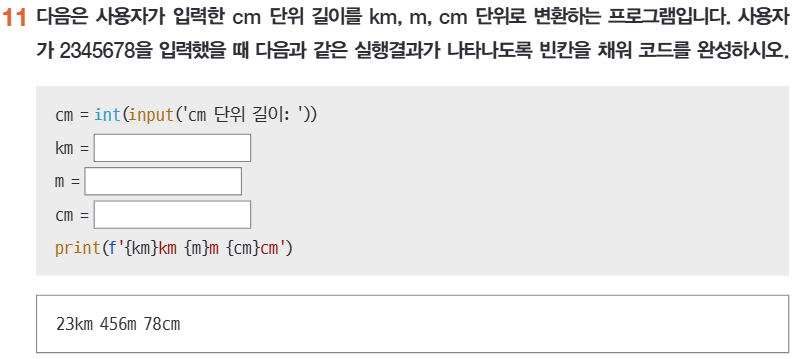 11 다음은 사용자가 입력한 cm 단위 길이를 km, m, cm 단위로 변환하는 프로그램입니다. 사용자
가 2345678을 입력했을 때 다음과 같은 실행결과가 나타나도록 빈칸을 채워 코드를 완성하시오.
cm = int(input('cm 단위 길이: '))
km =
m =
cm =
print(f'{km}km {m}m {cm}cm')
23km 456m 78cm